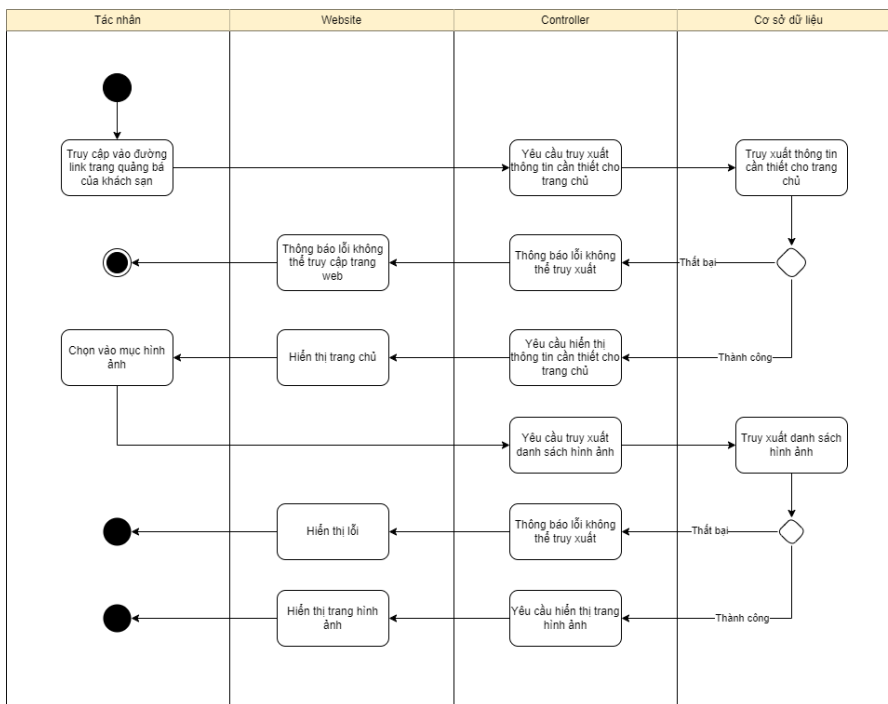 Tác nhân
Website
Controller
Cơ sở dữ liệu
Truy cập vào đường
link trang quảng bá
của khách sạn
Yêu cầu truy xuất
thông tin cần thiết cho
trang chủ
Truy xuất thông tin
cần thiết cho trang
chủ
Thông báo lỗi không
thể truy cập trang
web
Thông báo lỗi không
thể truy xuất
Thất bại
Chọn vào mục hình
ảnh
Hiển thị trang chủ
Yêu cầu hiển thị
thông tin cần thiết cho
trang chủ
Thành công
Yêu cầu truy xuất
danh sách hình ảnh
Truy xuất danh sách
hình ảnh
Hiển thị lỗi
Thông báo lỗi không
thể truy xuất
Thất bại
Hiển thị trang hình
ảnh
Yêu cầu hiển thị trang
hình ảnh
Thành công